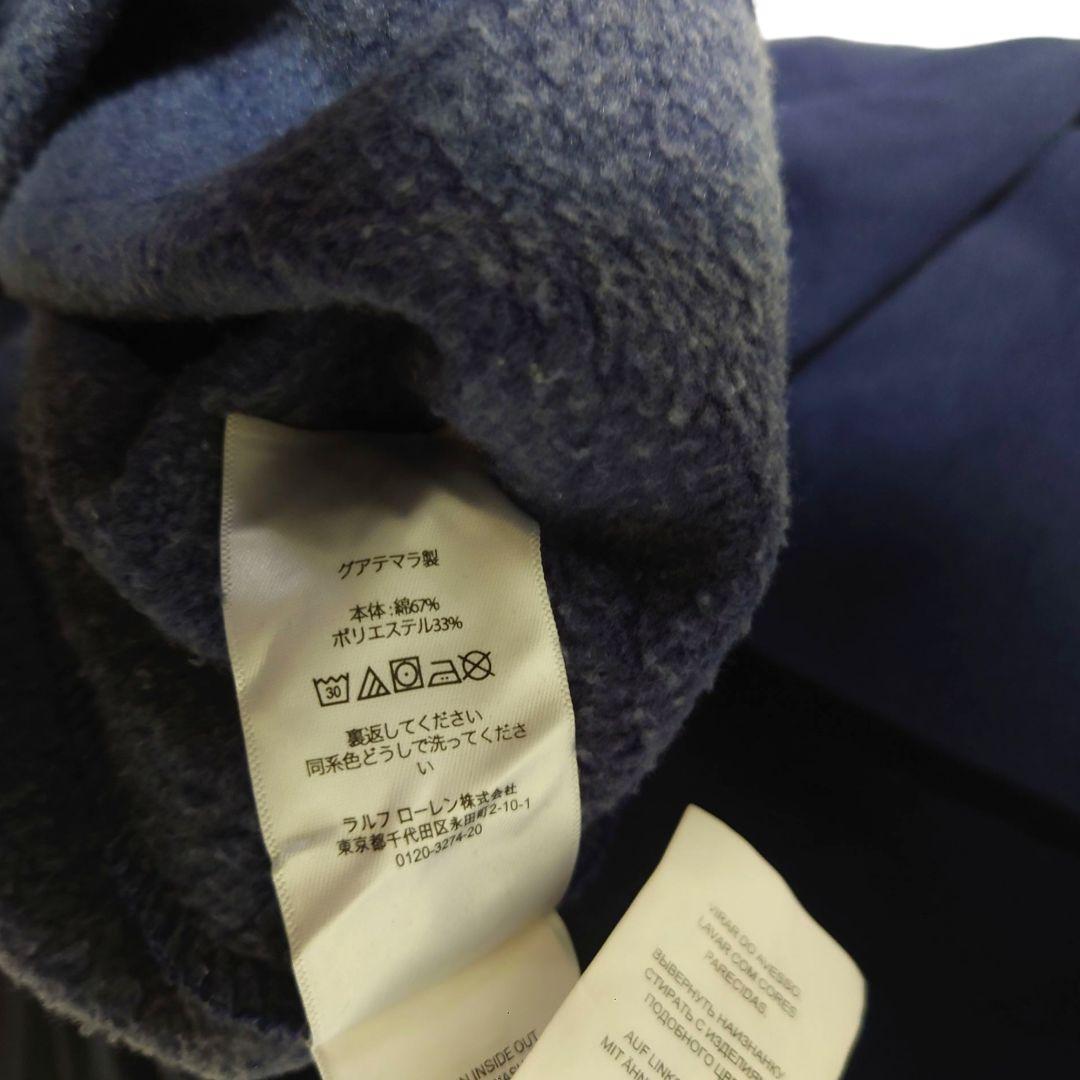 グアテマラ製
本体:綿67%
ポリエステル33%
30
裏返してください
同系色どうしで洗ってくださ
い
ラルフ ローレン株式会社
東京都千代田区永田町2-10-1
0120-3274-20
INSIDE OUT
VIRAR DO AVESSO
LAVAR COM CORES
PARECIDAS
ВЫВЕРНУТЬ НАИЗНАНКУ
СТИРАТЬ С ИЗДЕЛИЯМИ
ПОДОБНОГО
AUF
MIT